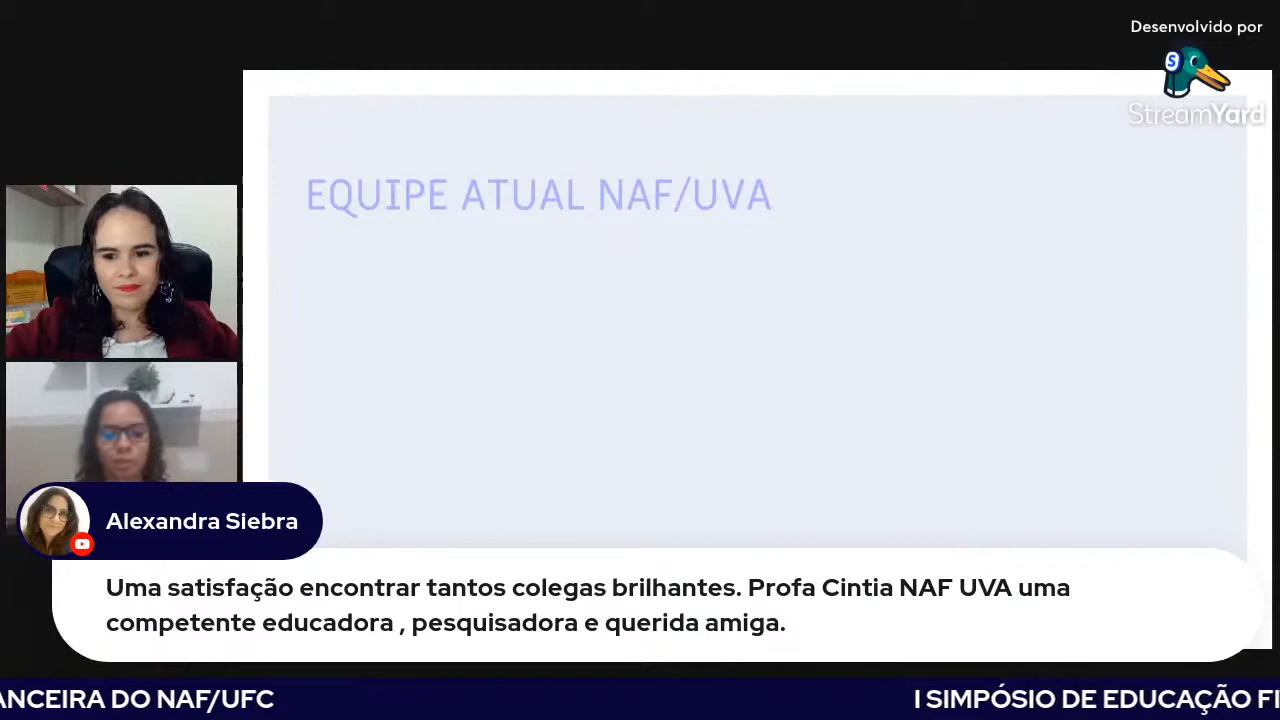 Desenvolvido por
StreamYard
EQUIPE ATUAL NAF/UVA
Alexandra Siebra
Uma satisfação encontrar tantos colegas brilhantes. Profa Cintia NAF UVA uma
competente educadora , pesquisadora e querida amiga.
ANCEIRA DO NAF/UFC
I SIMPÓSIO DE EDUCAÇÃO FI